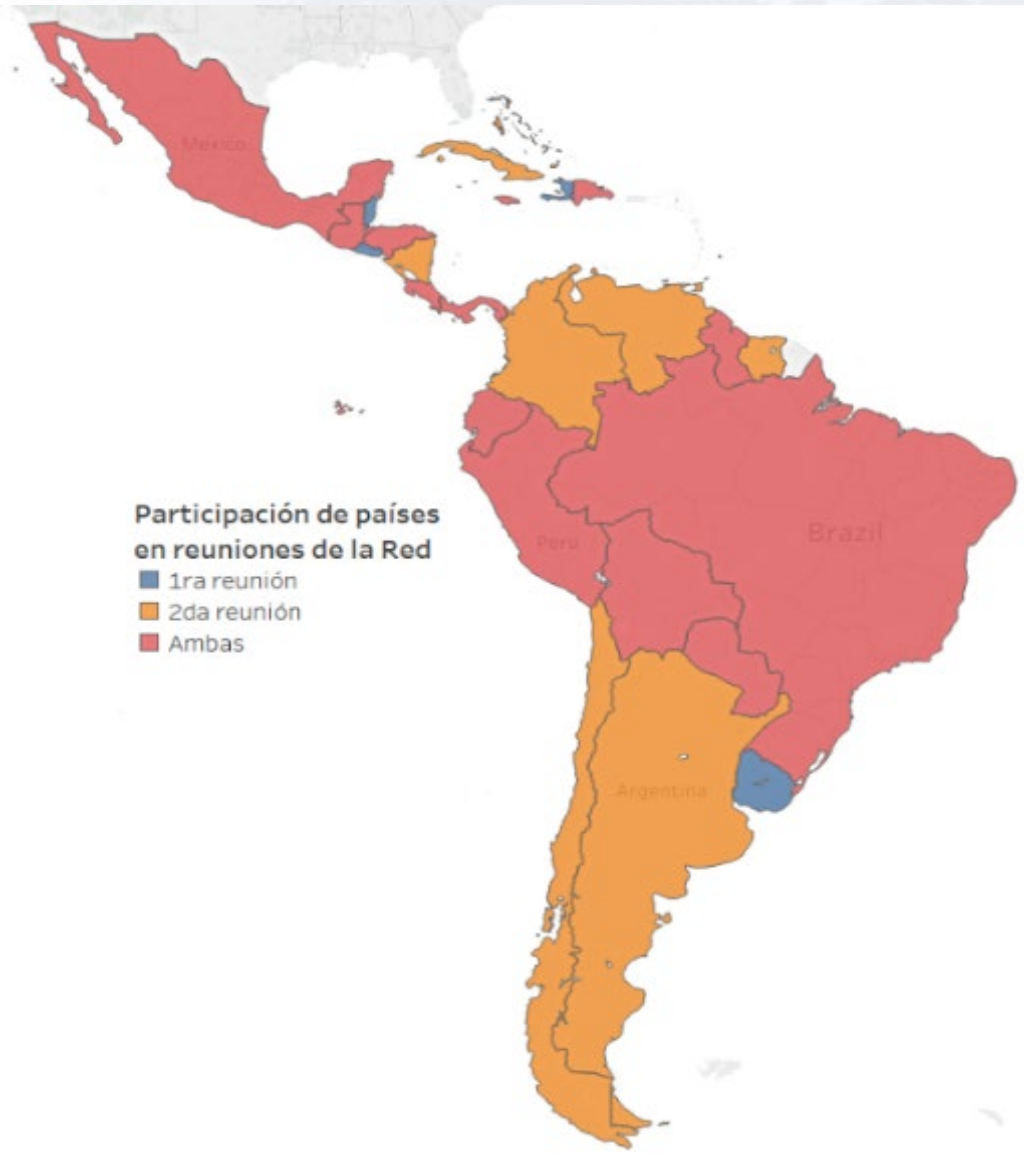 Mexico
Participación de países
en reuniones de la Red
1ra reunión
2da reunión
Ambas
Peru
Brazil
Argentina